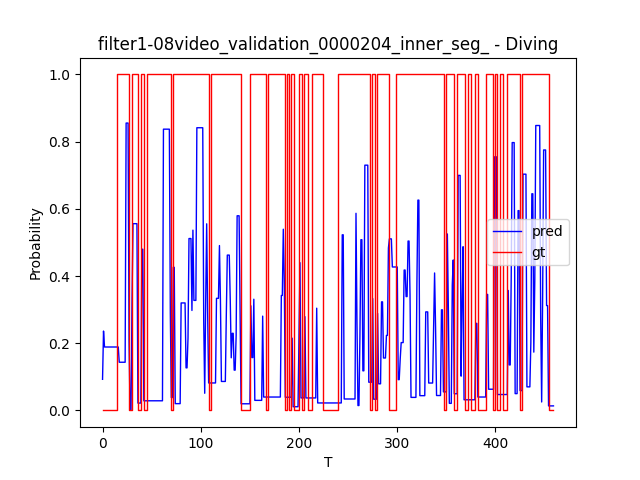 filter1-08video_validation_0000204_inner_seg_ - Diving
1.0
0.8
0.6
0.4
0.2
0.0
Probability
pred
gt
0
100
200
300
400
T